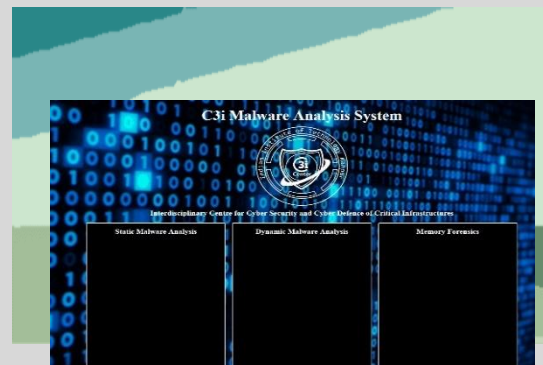 C3i Malware Analysis System
C3i
Center
Interdisciplinary Centre for Cyber Security and Cyber Defence of Critical Infrastructures
Static Malware Analysis
Dynamic Malware Analysis
Memory Forensics